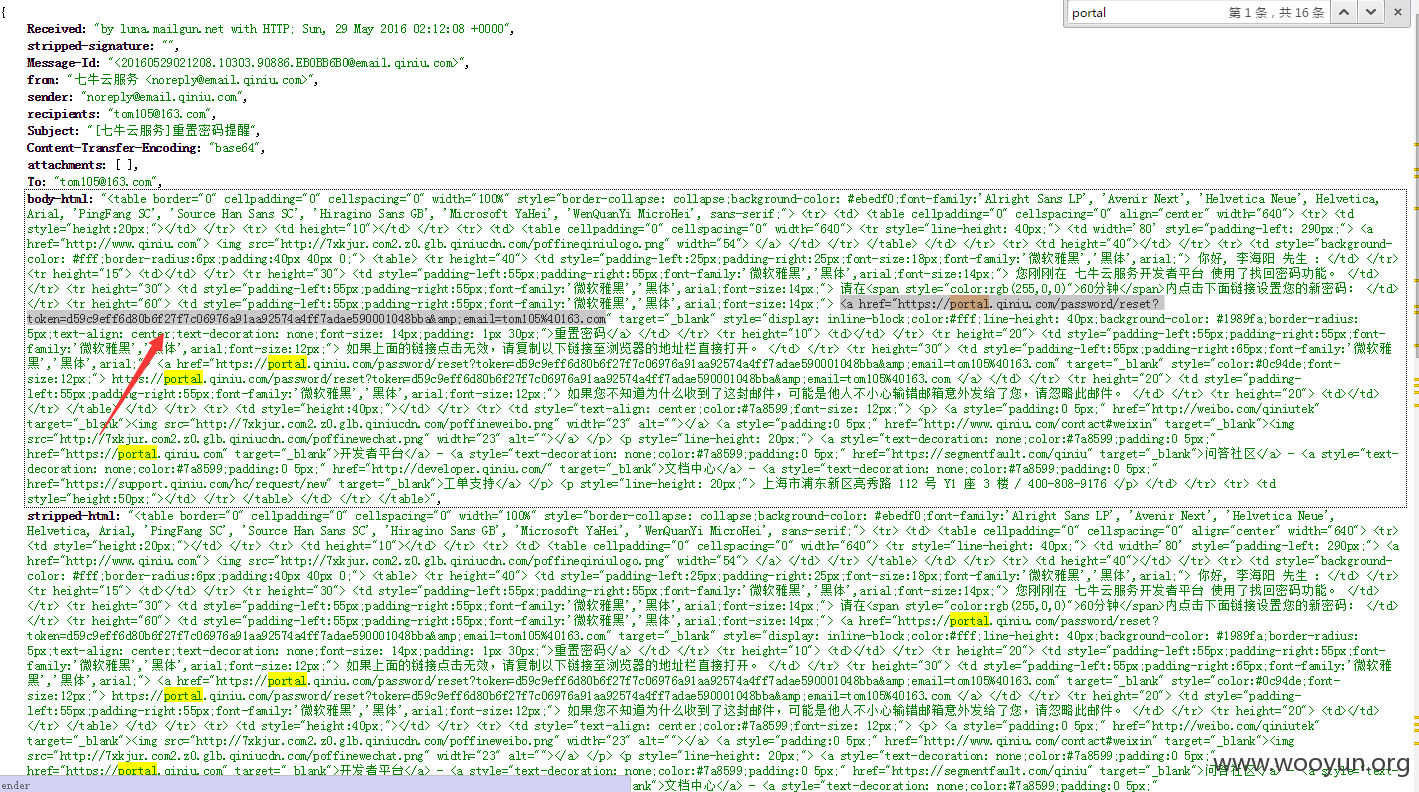 portal 第 1 条，共 16 条
{
Received: "by luna.mailgun.net with HTTP; Sun, 29 May 2016 02:12:08 +0000",
stripped-signature: "",
Message-Id: "<20160529021208.10303.90886.EB0BB6B0@email.qiniu.com>",
from: "七牛云服务 <noreply@email.qiniu.com>",
sender: "noreply@email.qiniu.com",
recipients: "tom105@163.com",
Subject: "[七牛云服务]重置密码提醒",
Content-Transfer-Encoding: "base64",
attachments: [ ],
To: "tom105@163.com",
body-html: "<table border="0" cellpadding="0" cellspacing="0" width="100%" style="border-collapse: collapse;background-color: #ebedf0;font-family:'Alright Sans LP', 'Avenir Next', 'Helvetica Neue', Helvetica,
Arial, 'PingFang SC', 'Source Han Sans SC', 'Hiragino Sans GB', 'Microsoft YaHei', 'WenQuanYi MicroHei', sans-serif;"> <tr> <td> <table cellpadding="0" cellspacing="0" align="center" width="640"> <tr> <td
style="height:20px;"></td> </tr> <tr> <td height="10"></td> </tr> <tr> <td> <table cellpadding="0" cellspacing="0" width="640"> <tr style="line-height: 40px;"> <td width='80' style="padding-left: 290px;"> <a
href="http://www.qiniu.com"> <img src="http://7xkjur.com2.z0.glb.qiniucdn.com/poffineqiniulogo.png" width="54"> </a> </td> </tr> </table> </td> </tr> <tr> <td height="40"></td> </tr> <tr> <td style="background-
color: #fff;border-radius:6px;padding:40px 40px 0;"> <table> <tr height="40"> <td style="padding-left:25px;padding-right:25px;font-size:18px;font-family:'微软雅黑','黑体',arial;"> 你好, 李海阳 先生 : </td> </tr>
<tr height="15"> <td></td> </tr> <tr height="30"> <td style="padding-left:55px;padding-right:55px;font-family:'微软雅黑','黑体',arial;font-size:14px;"> 您刚刚在 七牛云服务开发者平台 使用了找回密码功能。 </td>
</tr> <tr height="30"> <td style="padding-left:55px;padding-right:55px;font-family:'微软雅黑','黑体',arial;font-size:14px;"> 请在<span style="color:rgb(255,0,0)">60分钟</span>内点击下面链接设置您的新密码: </td>
</tr> <tr height="60"> <td style="padding-left:55px;padding-right:55px;font-family:'微软雅黑','黑体',arial;font-size:14px;"> <a href="https://portal.qiniu.com/password/reset?
token=d59c9eff6d80b6f27f7c06976a91aa92574a4ff7adae590001048bba&amp;email=tom105%40163.com" target="_blank" style="display: inline-block;color:#fff;line-height: 40px;background-color: #1989fa;border-radius:
5px;text-align: center;text-decoration: none;font-size: 14px;padding: 1px 30px;">重置密码</a> </td> </tr> <tr height="10"> <td></td> </tr> <tr height="20"> <td style="padding-left:55px;padding-right:55px;font-
family:'微软雅黑','黑体',arial;font-size:12px;"> 如果上面的链接点击无效，请复制以下链接至浏览器的地址栏直接打开。 </td> </tr> <tr height="30"> <td style="padding-left:55px;padding-right:65px;font-family:'微软雅
黑','黑体',arial;"> <a href="https://portal.qiniu.com/password/reset?token=d59c9eff6d80b6f27f7c06976a91aa92574a4ff7adae590001048bba&amp;email=tom105%40163.com" target="_blank" style="color:#0c94de;font-
size:12px;"> https://portal.qiniu.com/password/reset?token=d59c9eff6d80b6f27f7c06976a91aa92574a4ff7adae590001048bba&amp;email=tom105%40163.com </a> </td> </tr> <tr height="20"> <td style="padding-
left:55px;padding-right:55px;font-family:'微软雅黑','黑体',arial;font-size:12px;"> 如果您不知道为什么收到了这封邮件，可能是他人不小心输错邮箱意外发给了您，请忽略此邮件。 </td> </tr> <tr height="20"> <td></td>
</tr> </table> </td> </tr> <tr> <td style="height:40px;"></td> </tr> <tr> <td style="text-align: center;color:#7a8599;font-size: 12px;"> <p> <a style="padding:0 5px;" href="http://weibo.com/qiniutek"
target="_blank"><img src="http://7xkjur.com2.z0.glb.qiniucdn.com/poffineweibo.png" width="23" alt=""></a> <a style="padding:0 5px;" href="http://www.qiniu.com/contact#weixin" target="_blank"><img
src="http://7xkjur.com2.z0.glb.qiniucdn.com/poffinewechat.png" width="23" alt=""></a> </p> <p style="line-height: 20px;"> <a style="text-decoration: none;color:#7a8599;padding:0 5px;"
href="https://portal.qiniu.com" target="_blank">开发者平台</a> - <a style="text-decoration: none;color:#7a8599;padding:0 5px;" href="https://segmentfault.com/qiniu" target="_blank">问答社区</a> - <a style="text-
decoration: none;color:#7a8599;padding:0 5px;" href="http://developer.qiniu.com/" target="_blank">文档中心</a> - <a style="text-decoration: none;color:#7a8599;padding:0 5px;"
href="https://support.qiniu.com/hc/request/new" target="_blank">工单支持</a> </p> <p style="line-height: 20px;"> 上海市浦东新区亮秀路 112 号 Y1 座 3 楼 / 400-808-9176 </p> </td> </tr> <tr> <td
style="height:50px;"></td> </tr> </table> </td> </tr> </table>",
stripped-html: "<table border="0" cellpadding="0" cellspacing="0" width="100%" style="border-collapse: collapse;background-color: #ebedf0;font-family:'Alright Sans LP', 'Avenir Next', 'Helvetica Neue',
Helvetica, Arial, 'PingFang SC', 'Source Han Sans SC', 'Hiragino Sans GB', 'Microsoft YaHei', 'WenQuanYi MicroHei', sans-serif;"> <tr> <td> <table cellpadding="0" cellspacing="0" align="center" width="640"> <tr>
<td style="height:20px;"></td> </tr> <tr> <td height="10"></td> </tr> <tr> <td> <table cellpadding="0" cellspacing="0" width="640"> <tr style="line-height: 40px;"> <td width='80' style="padding-left: 290px;"> <a
href="http://www.qiniu.com"> <img src="http://7xkjur.com2.z0.glb.qiniucdn.com/poffineqiniulogo.png" width="54"> </a> </td> </tr> </table> </td> </tr> <tr> <td height="40"></td> </tr> <tr> <td style="background-
color: #fff;border-radius:6px;padding:40px 40px 0;"> <table> <tr height="40"> <td style="padding-left:25px;padding-right:25px;font-size:18px;font-family:'微软雅黑','黑体',arial;"> 你好, 李海阳 先生 : </td> </tr>
<tr height="15"> <td></td> </tr> <tr height="30"> <td style="padding-left:55px;padding-right:55px;font-family:'微软雅黑','黑体',arial;font-size:14px;"> 您刚刚在 七牛云服务开发者平台 使用了找回密码功能。 </td>
</tr> <tr height="30"> <td style="padding-left:55px;padding-right:55px;font-family:'微软雅黑','黑体',arial;font-size:14px;"> 请在<span style="color:rgb(255,0,0)">60分钟</span>内点击下面链接设置您的新密码: </td>
</tr> <tr height="60"> <td style="padding-left:55px;padding-right:55px;font-family:'微软雅黑','黑体',arial;font-size:14px;"> <a href="https://portal.qiniu.com/password/reset?
token=d59c9eff6d80b6f27f7c06976a91aa92574a4ff7adae590001048bba&amp;email=tom105%40163.com" target="_blank" style="display: inline-block;color:#fff;line-height: 40px;background-color: #1989fa;border-radius:
5px;text-align: center;text-decoration: none;font-size: 14px;padding: 1px 30px;">重置密码</a> </td> </tr> <tr height="10"> <td></td> </tr> <tr height="20"> <td style="padding-left:55px;padding-right:55px;font-
family:'微软雅黑','黑体',arial;font-size:12px;"> 如果上面的链接点击无效，请复制以下链接至浏览器的地址栏直接打开。 </td> </tr> <tr height="30"> <td style="padding-left:55px;padding-right:65px;font-family:'微软雅
黑','黑体',arial;"> <a href="https://portal.qiniu.com/password/reset?token=d59c9eff6d80b6f27f7c06976a91aa92574a4ff7adae590001048bba&amp;email=tom105%40163.com" target="_blank" style="color:#0c94de;font-
size:12px;"> https://portal.qiniu.com/password/reset?token=d59c9eff6d80b6f27f7c06976a91aa92574a4ff7adae590001048bba&amp;email=tom105%40163.com </a> </td> </tr> <tr height="20"> <td style="padding-
left:55px;padding-right:55px;font-family:'微软雅黑','黑体',arial;font-size:12px;"> 如果您不知道为什么收到了这封邮件，可能是他人不小心输错邮箱意外发给了您，请忽略此邮件。 </td> </tr> <tr height="20"> <td></td>
</tr> </table> </td> </tr> <tr> <td style="height:40px;"></td> </tr> <tr> <td style="text-align: center;color:#7a8599;font-size: 12px;"> <p> <a style="padding:0 5px;" href="http://weibo.com/qiniutek"
target="_blank"><img src="http://7xkjur.com2.z0.glb.qiniucdn.com/poffineweibo.png" width="23" alt=""></a> <a style="padding:0 5px;" href="http://www.qiniu.com/contact#weixin" target="_blank"><img
src="http://7xkjur.com2.z0.glb.qiniucdn.com/poffinewechat.png" width="23" alt=""></a> </p> <p style="line-height: 20px;"> <a style="text-decoration: none;color:#7a8599;padding:0 5px;"
href="https://portal.qiniu.com" target="_blank">开发者平台</a> - <a style="text-decoration: none;color:#7a8599;padding:0 5px;" href="https://segmentfault.com/qiniu" target="_blank">问答社区</a> - <a style="text-
ender
blank">文档中心</a> - <a style="text-decoration: none;color:#7a8599;padding:0 5px;"
www.wooyun.org